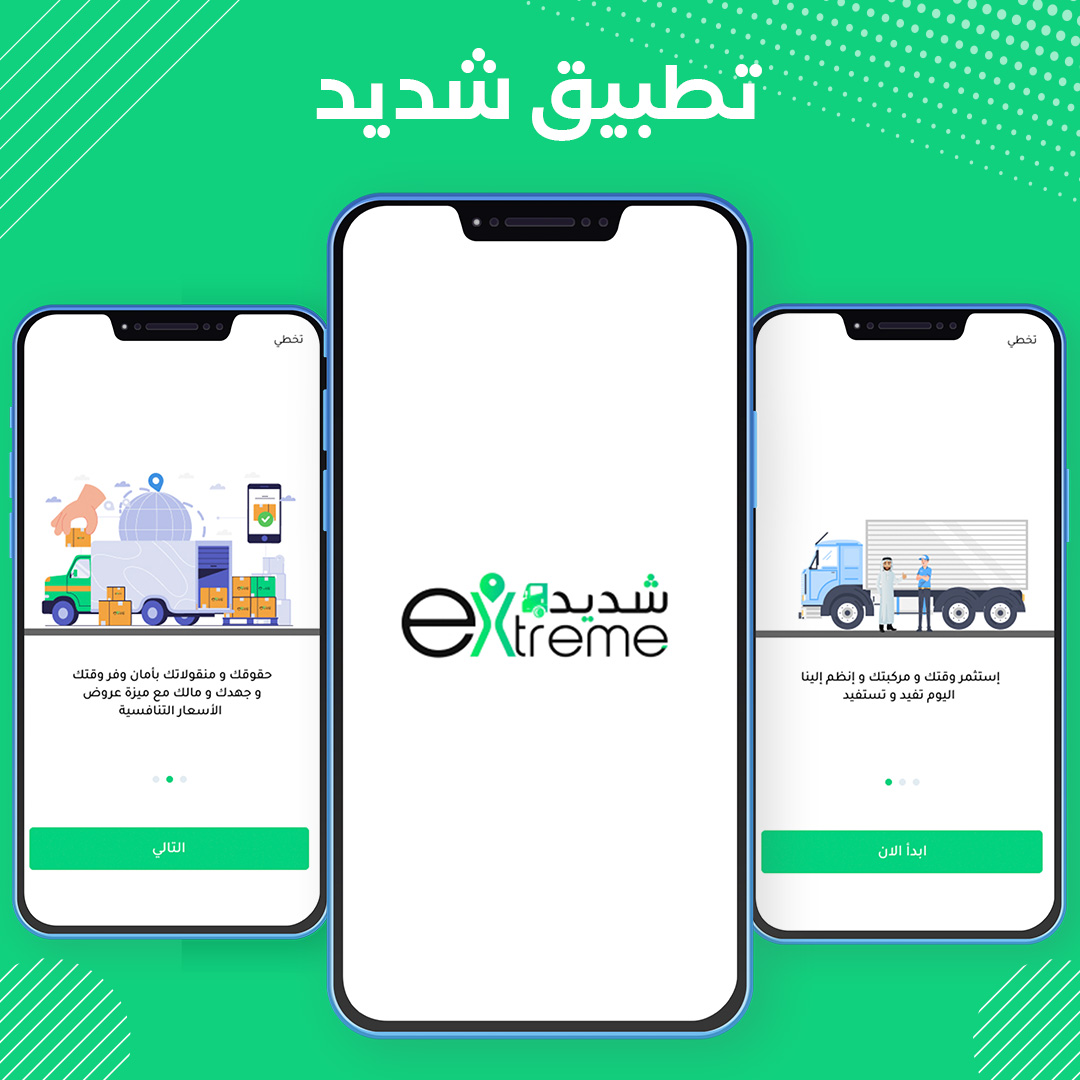 تطبيق شديد
تخطي
إستثمر وقتك و مركبتك و إنظم إلينا
اليوم تفيد و تستفيد
ابدأ الان
شديد
extreme
تخطي
حقوقك و منقولاتك بأمان وفر وقتك
و جهدك و مالك مع ميزة عروض
الأسعار التنافسية
التالي